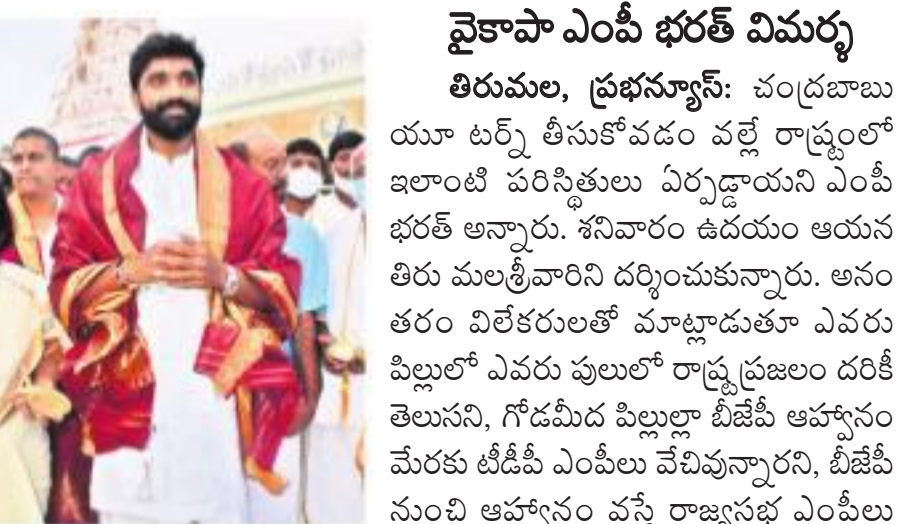 వైకాపా ఎంపీ భరత్ విమర్శ
తిరుమల, ప్రభన్యూస్: చంద్రబాబు
యూ టర్న్ తీసుకోవడం వల్లే రాష్ట్రంలో
ఇలాంటి పరిస్థితులు ఏర్పడ్డాయని ఎంపీ
భరత్ అన్నారు. శనివారం ఉదయం ఆయన
తిరు మలశ్రీవారిని దర్శించుకున్నారు. అనం
తరం విలేకరులతో మాట్లాడుతూ ఎవరు
పిల్లులో ఎవరు పులులో రాష్ట్ర ప్రజలం దరికీ
తెలుసని, గోడమీద పిల్లుల్లా బీజేపీ ఆహ్వానం
మేరకు టీడీపీ ఎంపీలు వేచివున్నారని, బీజేపీ
నుంచి ఆహ్వానం వస్తే రాజ్యసభ ఎంపీలు